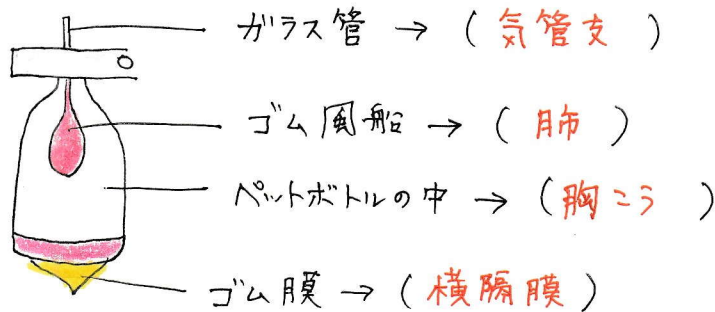 ガラス管 → ( 気管支 )
ゴム風船 → ( 肺 )
ペットボトルの中 → ( 胸こう )
ゴム膜 → ( 横隔膜 )